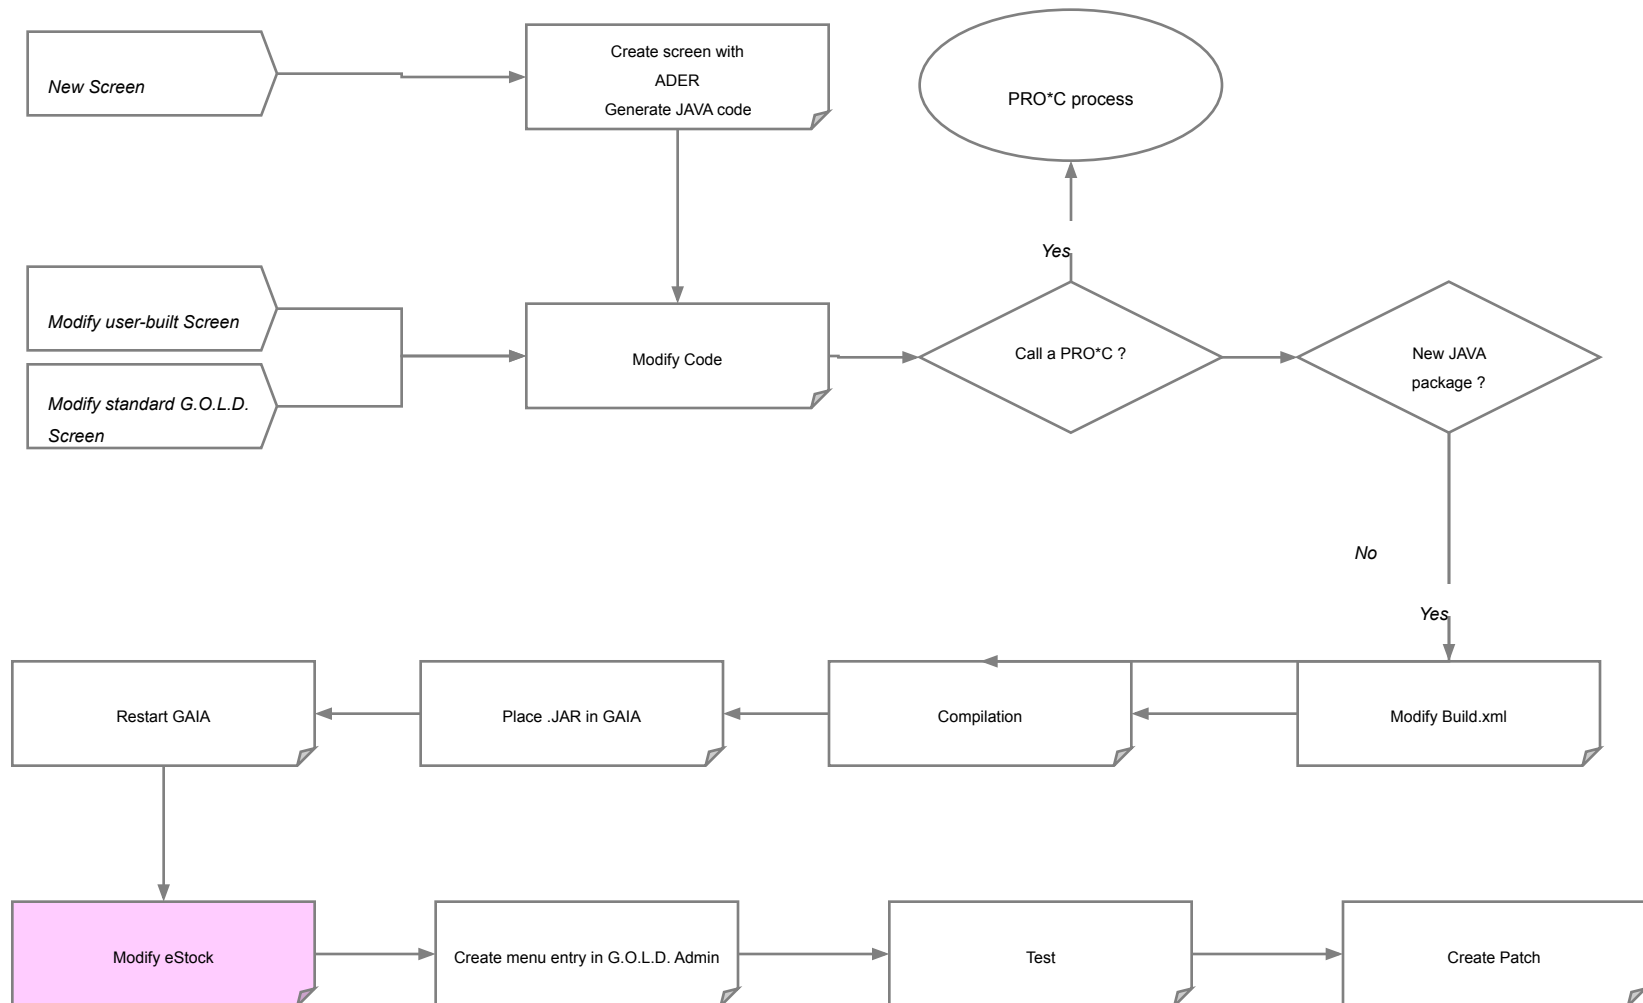 New Screen
Create screen with
ADER
Generate JAVA code
PRO*C process
Yes
Modify user-built Screen
Modify standard G.O.L.D.
Screen
Modify Code
Call a PRO*C ?
New JAVA
package ?
No
Yes
Restart GAIA
Place .JAR in GAIA
Compilation
Modify Build.xml
Modify eStock
Create menu entry in G.O.L.D. Admin
Test
Create Patch